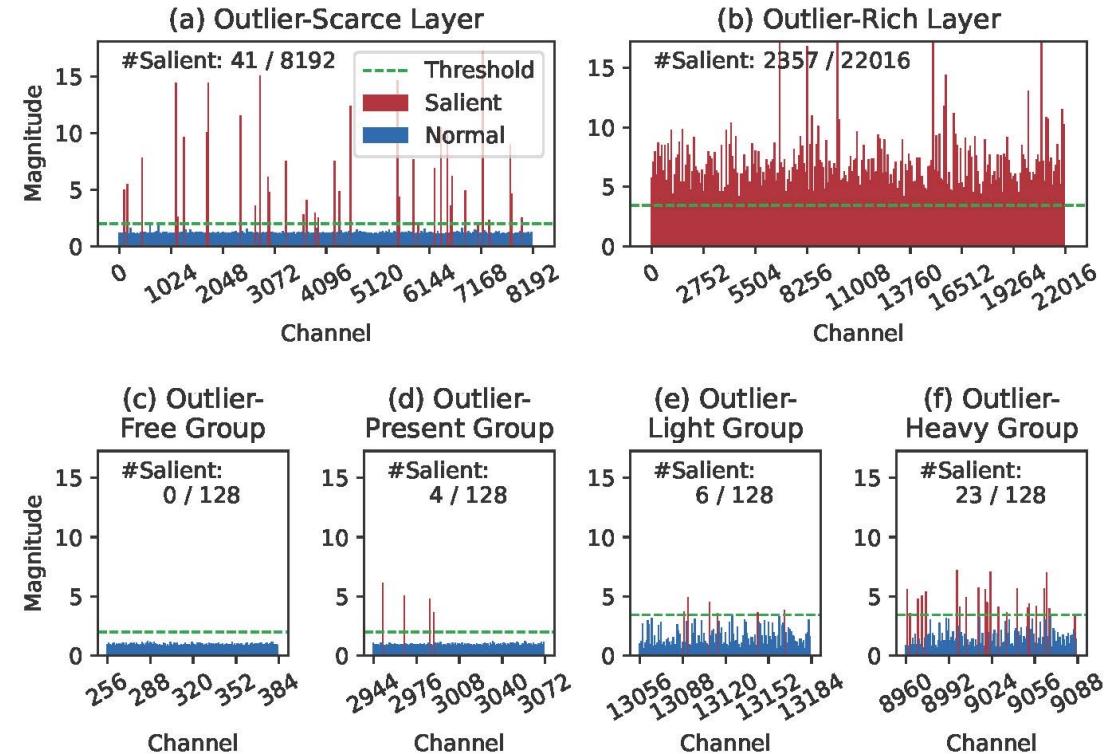 (a) Outlier-Scarce Layer
#Salient: 41 / 8192
Threshold
Salient
Normal
Magnitude
15
10
5
0
0 1024 2048 3072 4096 5120 6144 7168 8192
Channel
(b) Outlier-Rich Layer
#Salient: 2357 / 22016
15
10
5
0
0 2752 5504 8256 11008 13760 16512 19264 22016
Channel
(c) Outlier-
Free Group
#Salient:
0 / 128
Magnitude
15
10
5
0
256 288 320 352 384
Channel
(d) Outlier-
Present Group
#Salient:
4 / 128
15
10
5
0
2944 2976 3008 3040 3072
Channel
(e) Outlier-
Light Group
#Salient:
6 / 128
15
10
5
0
13056 13088 13120 13152 13184
Channel
(f) Outlier-
Heavy Group
#Salient:
23 / 128
15
10
5
0
8960 8992 9024 9056 9088
Channel